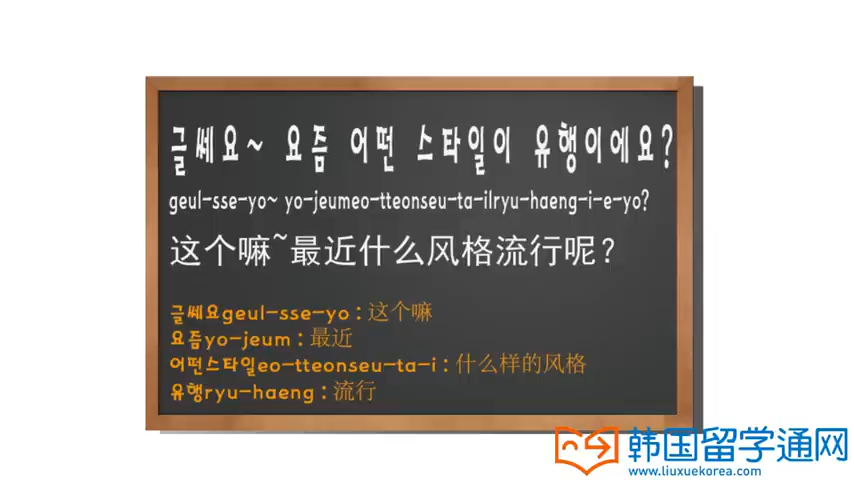 글쎄요~ 요즘 어떤 스타일이 유행이에요?
geul-sse-yo~ yo-jeumeo-tteonseu-ta-ilryu-haeng-i-e-yo?
这个嘛~最近什么风格流行呢？
글쎄요geul-sse-yo : 这个嘛
요즘yo-jeum : 最近
어떤스타일eo-tteonseu-ta-i : 什么样的风格
유행ryu-haeng : 流行
韩国留学通网
www.liuxuekorea.com